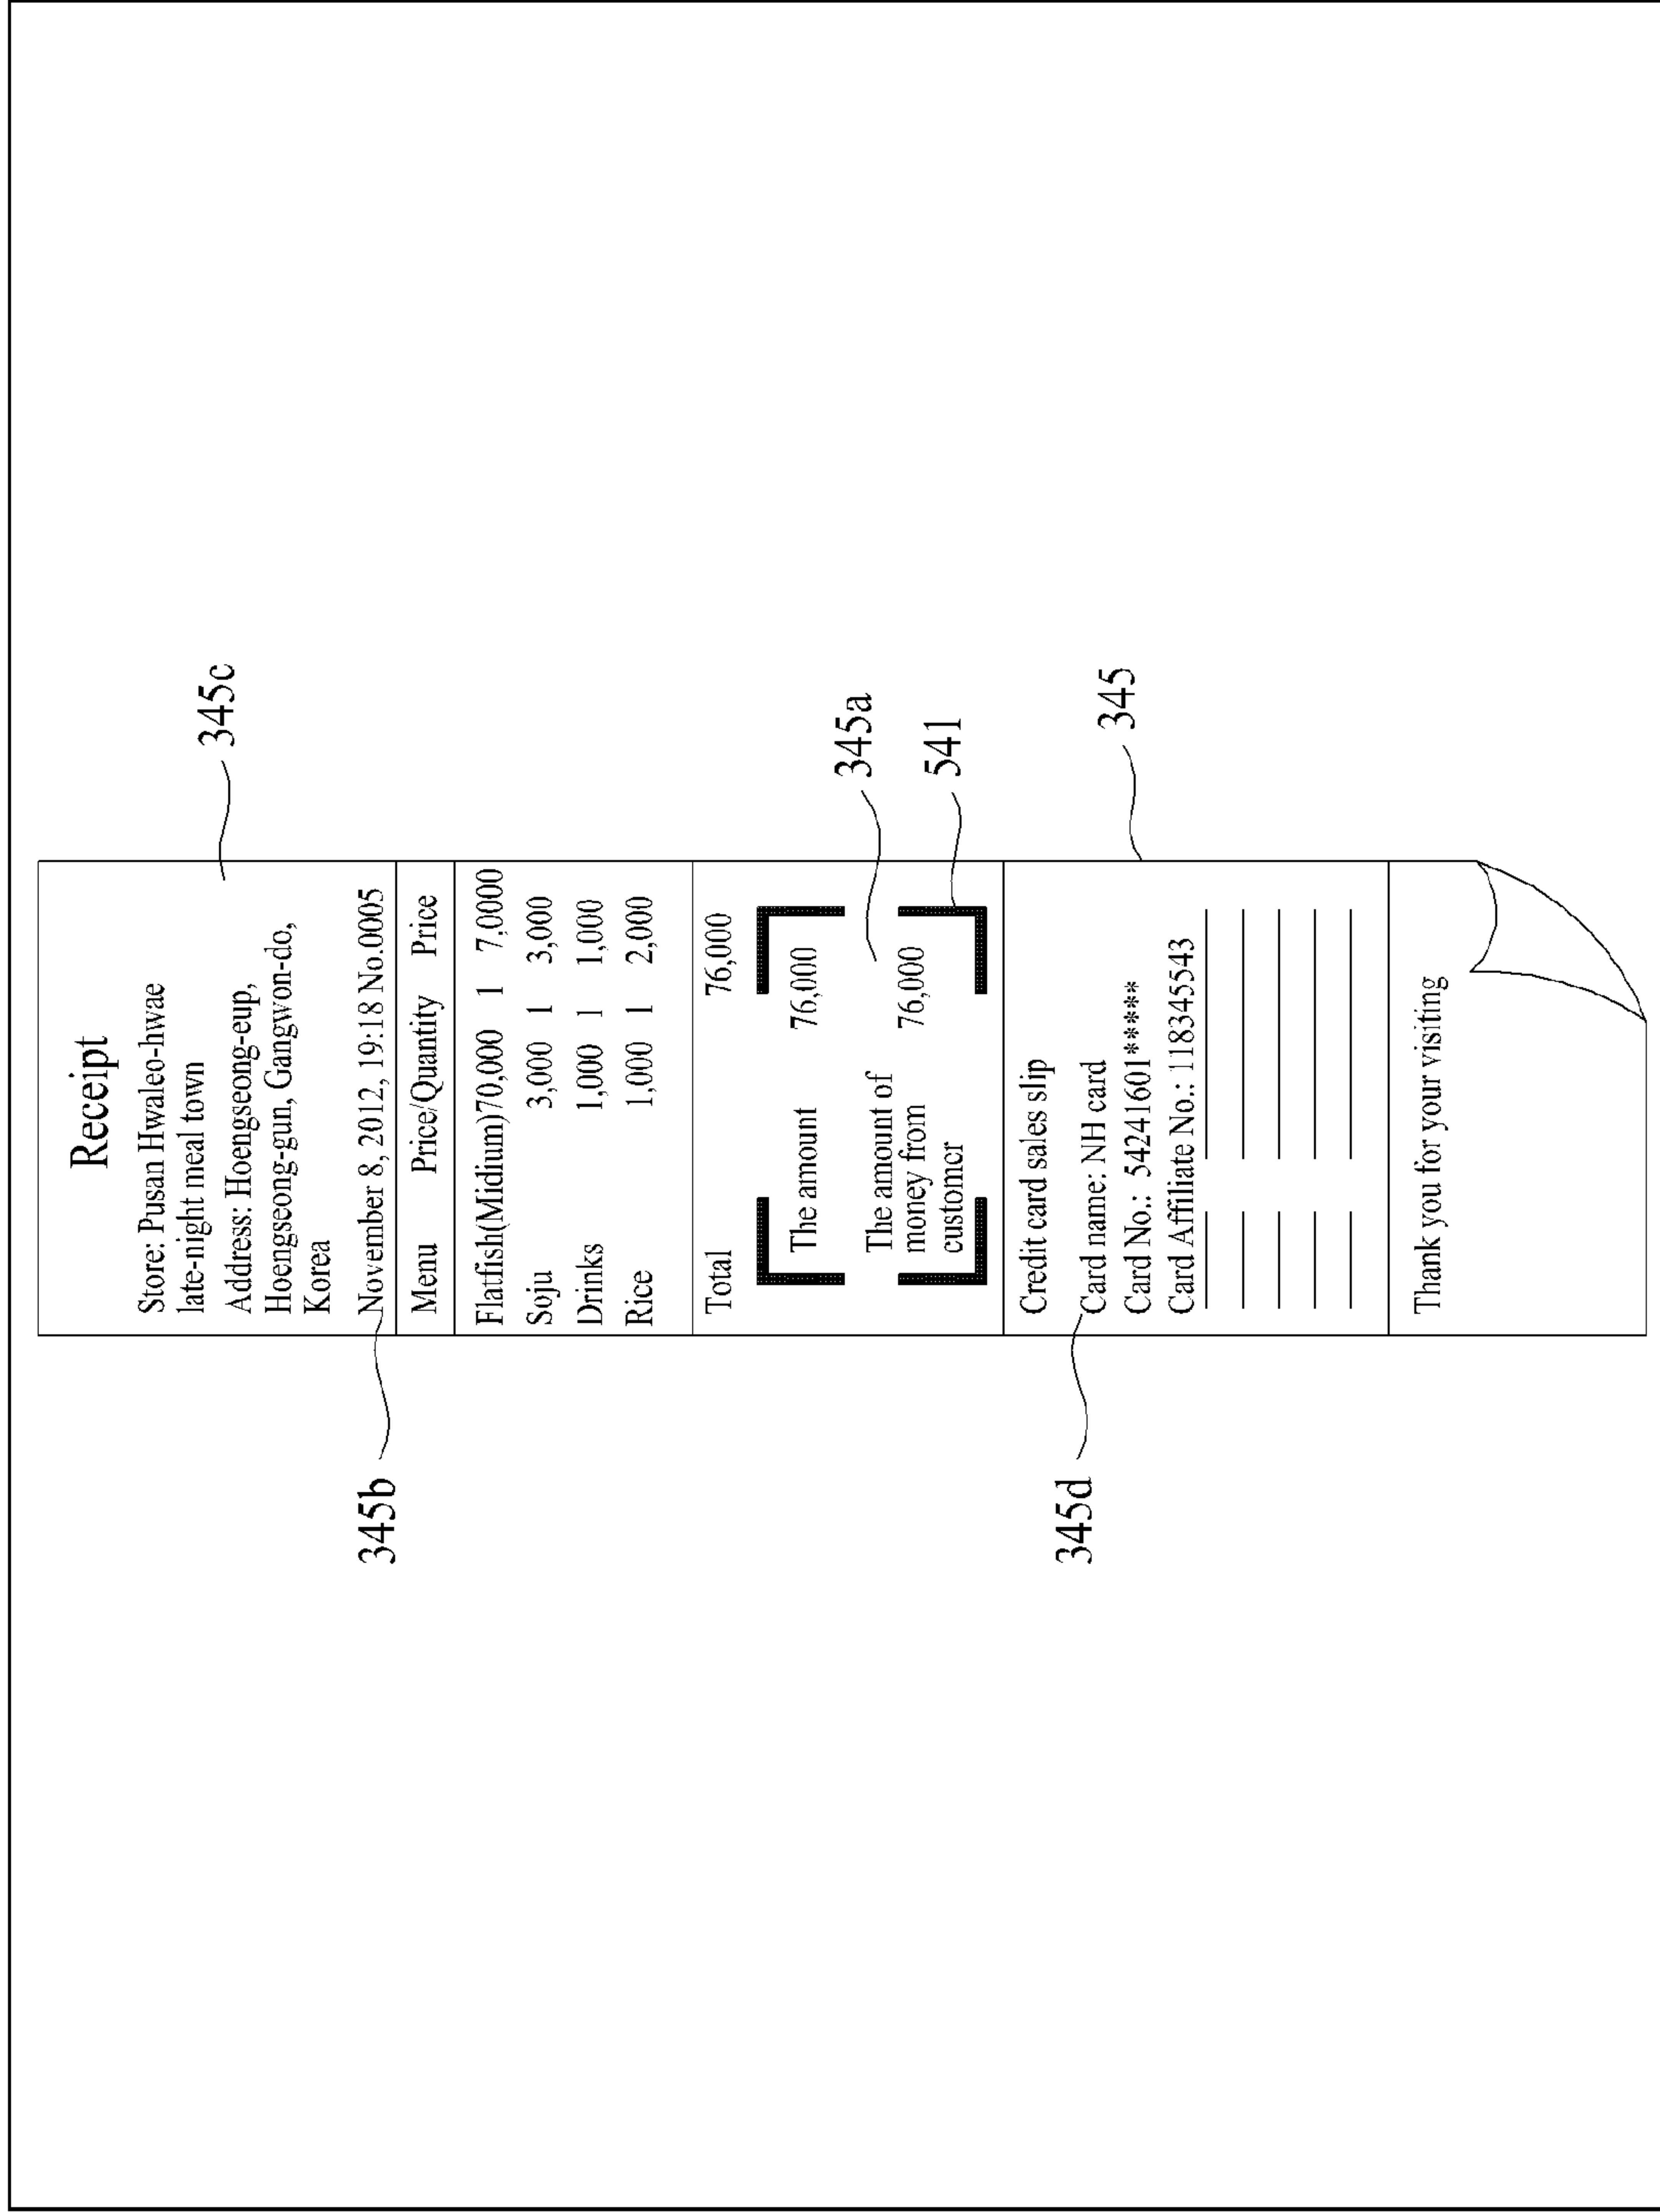 Receipt
Store: Pusan Hwaleo-hwae
late-night meal town
Address: Hoengseong-eup,
Hoengseong-gun, Gangwon-do,
Korea
345c
November 8, 2012, 19:18 No.0005
345b
Menu Price/Quantity Price
Flatfish(Midium)70,000 1 7,0000
Soju 3,000 1 3,000
Drinks 1,000 1 1,000
Rice 1,000 1 2,000
Total 76,000
The amount 76,000
345a
The amount of
money from 76,000
customer
541
Credit card sales slip
345d
Card name: NH card
345
Card No.: 54241601*****
Card Affiliate No.: 118345543
Thank you for your visiting